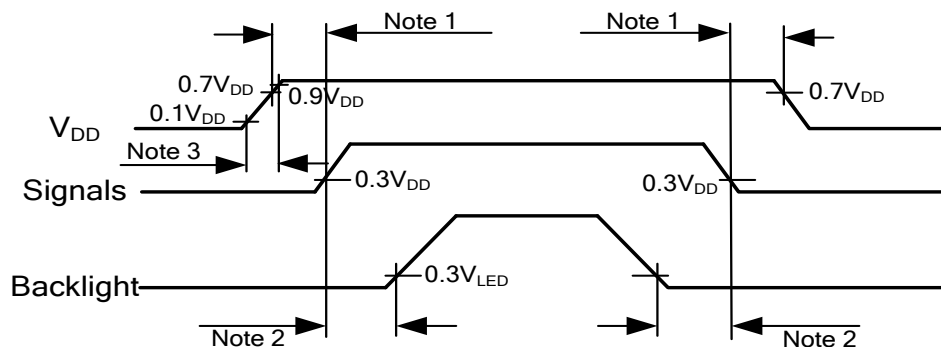 Note 1
Note 1
0.7VDD
0.9VDD
0.7VDD
0.1VDD
VDD
Note 3
Signals
0.3VDD
0.3VDD
Backlight
0.3VLED
Note 2
Note 2